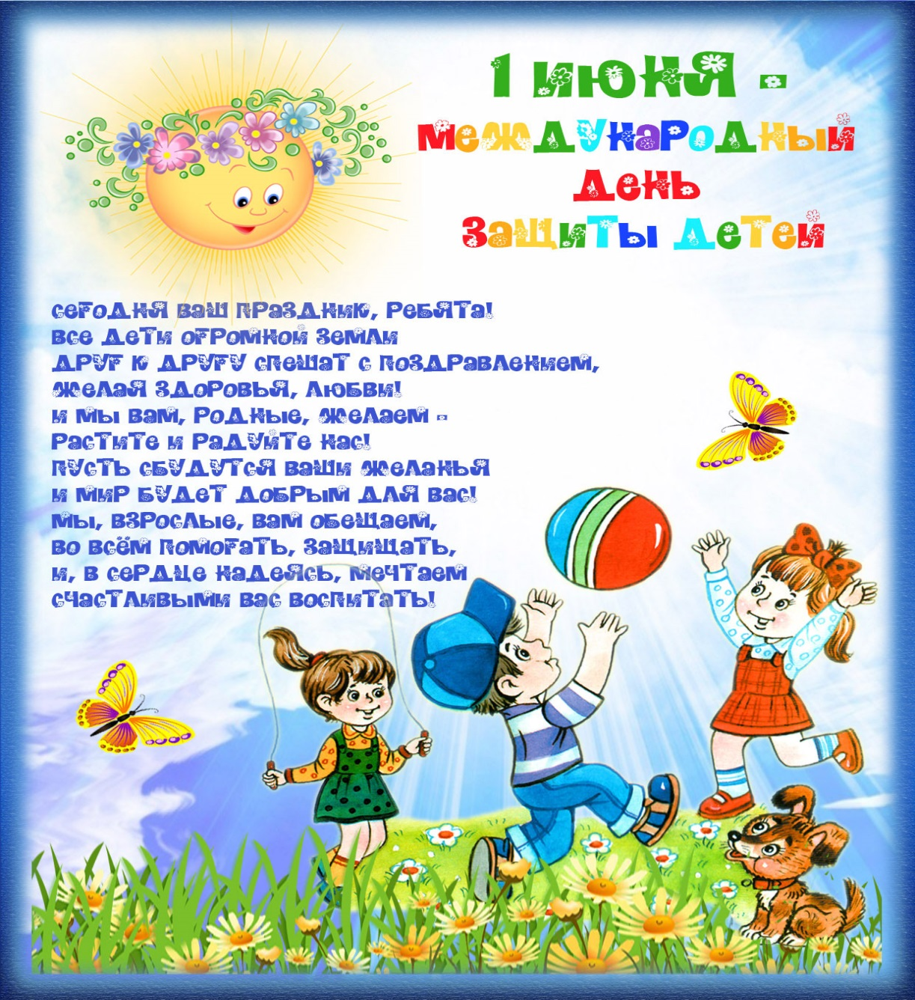 1 июня -
международный
день
защиты детей
сегодня ваш праздник, ребята!
все дети огромной земли
друг к другу спешат с поздравлением,
желая здоровья, любви!
и мы вам, родные, желаем -
растите и радуйте нас!
пусть сбудутся ваши желанья
и мир будет добрым для вас!
мы, взрослые, вам обещаем,
во всём помогать, защищать,
и, в сердце надеясь, мечтаем
счастливыми вас воспитать!